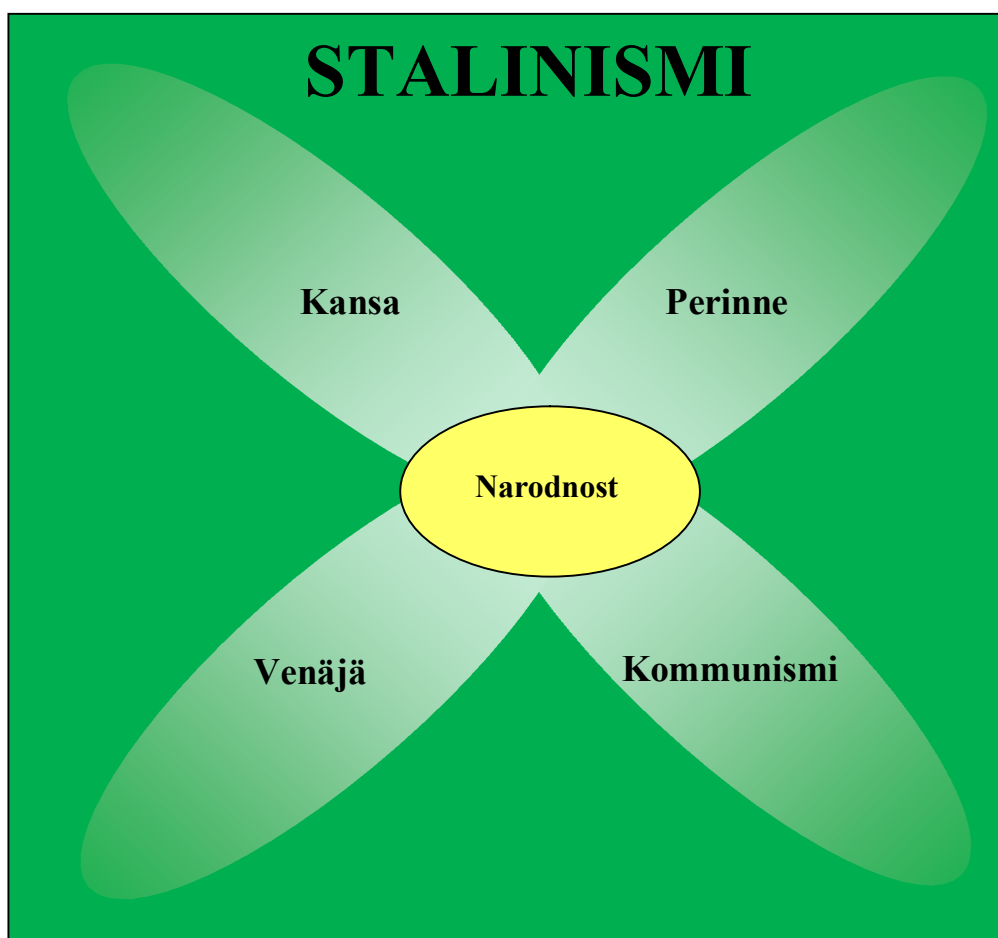 STALINISMI
Kansa
Perinne
Narodnost
Venäjä
Kommunismi